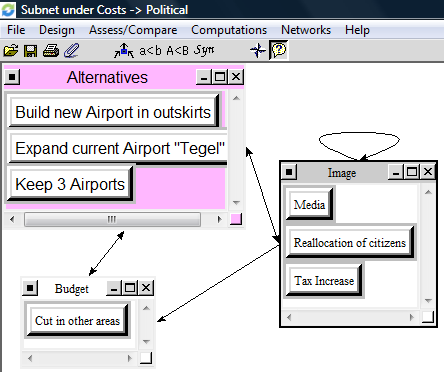 Subnet under Costs -> Political
File Design Assess/Compare Computations Networks Help
a<b A<B Syn
Alternatives
Build new Airport in outskirts
Expand current Airport "Tegel"
Keep 3 Airports
Image
Media
Reallocation of citizens
Tax Increase
Budget
Cut in other areas